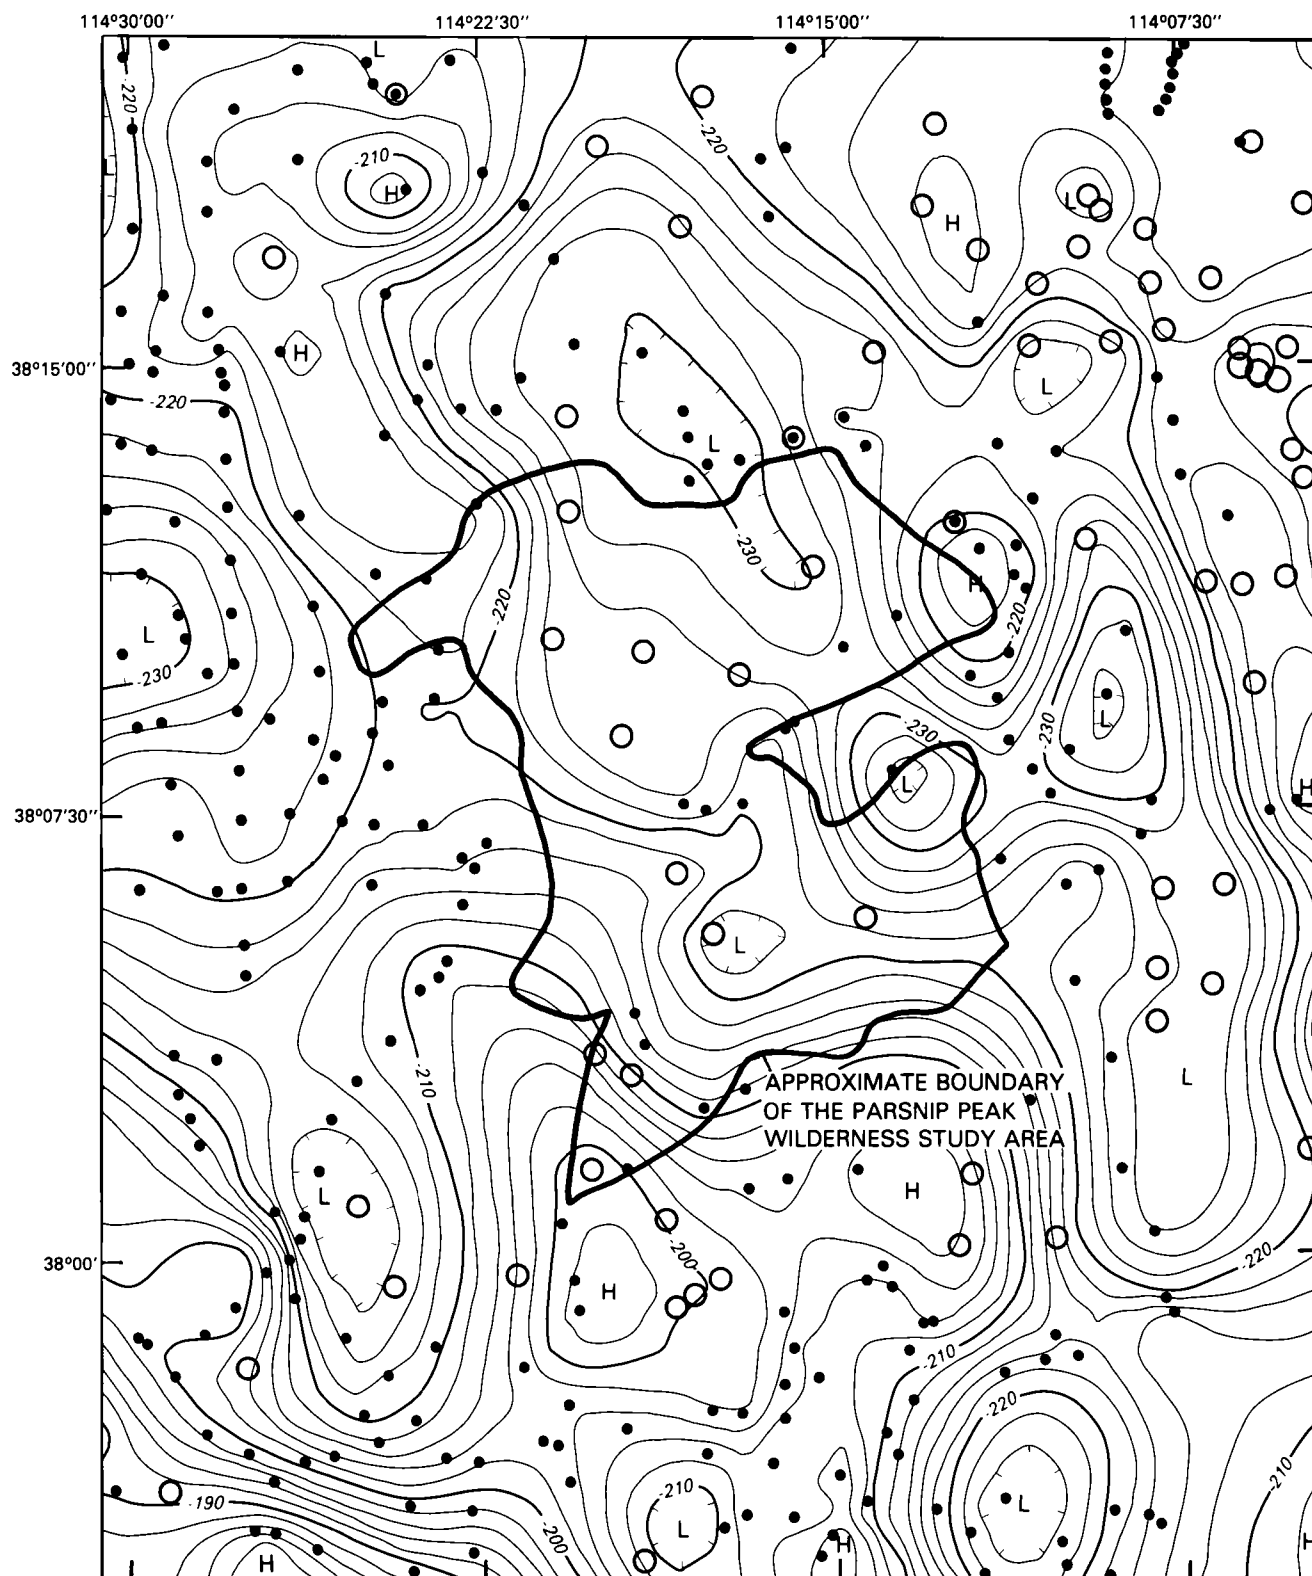 114°30'00'' 114°22'30'' 114°15'00'' 114°07'30''
L
-220
-220
-210
H
H
L
H
38°15'00''
L
-220
L
-230
H
-220
-220
L
-230
L
-230
-230
L
H
38°07'30''
L
-210
L
APPROXIMATE BOUNDARY
OF THE PARSNIP PEAK
WILDERNESS STUDY AREA
L
H
38°00'
-200
-220
H
-210
-220
-210
-210
-190
L
L
-200
H
H
H